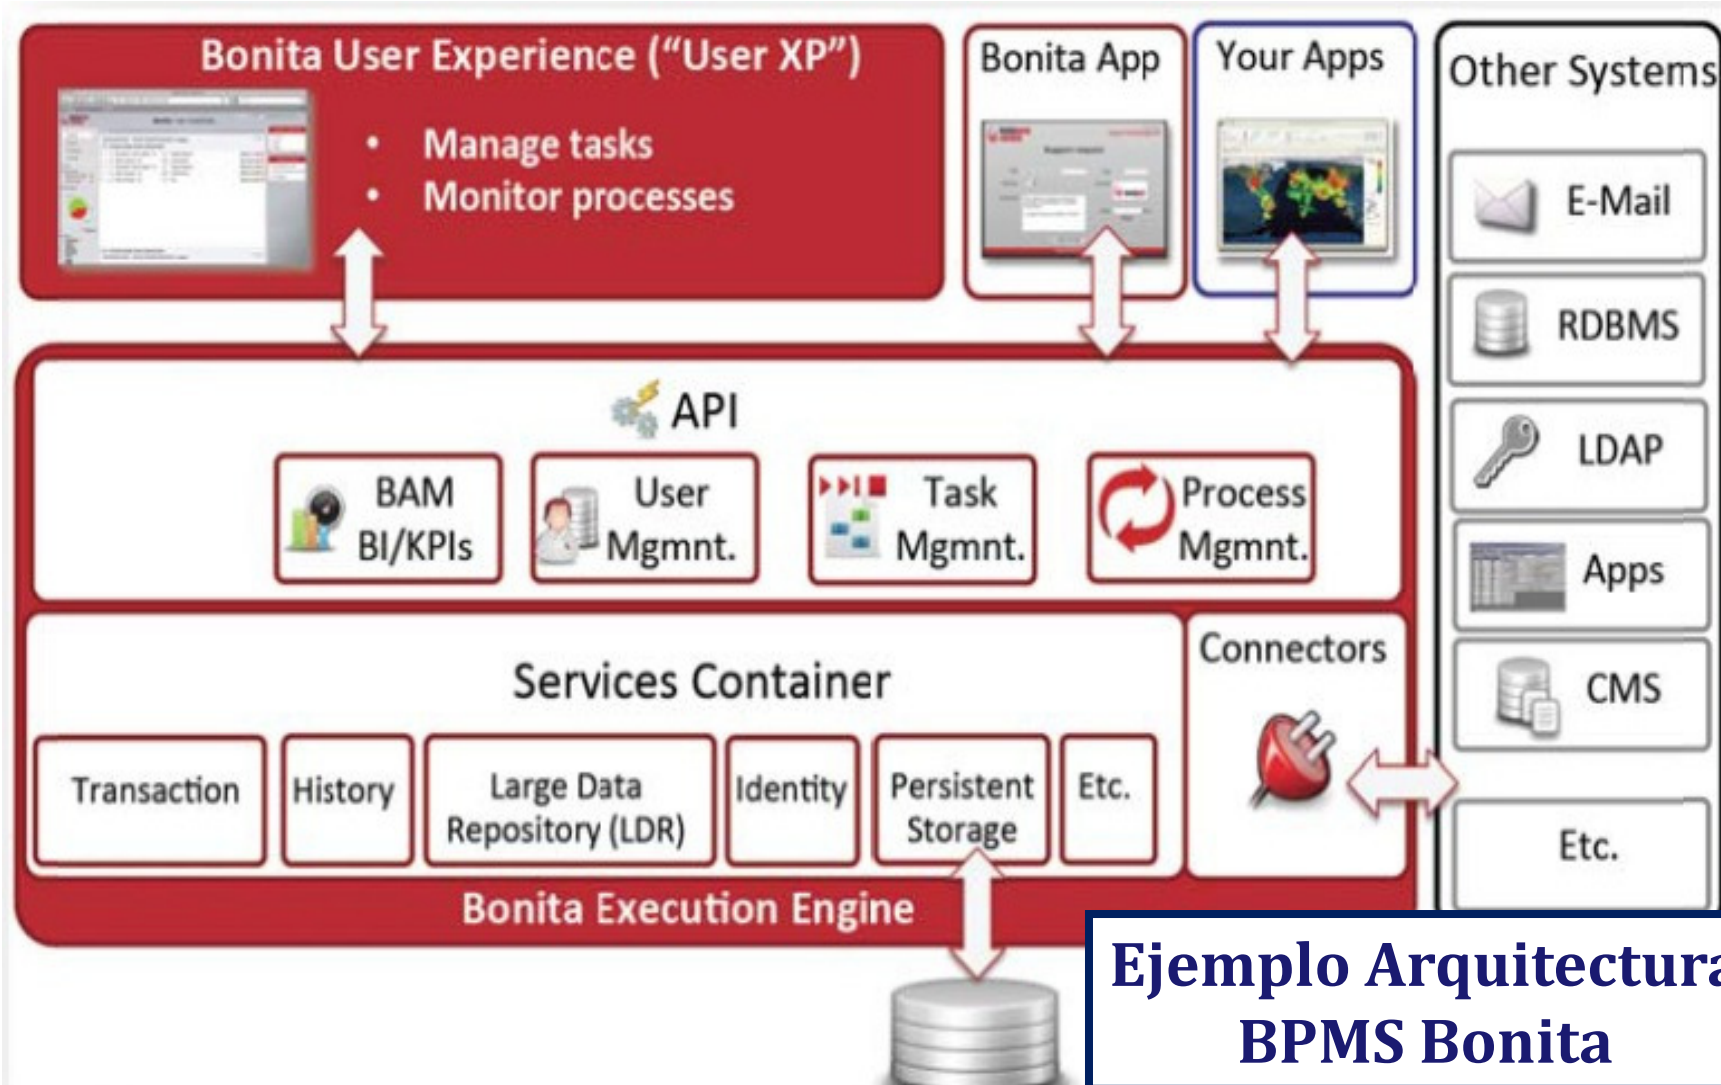 Bonita User Experience (“User XP”)
• Manage tasks
• Monitor processes
Bonita App
Your Apps
Other Systems
E-Mail
RDBMS
LDAP
Apps
CMS
Etc.
API
BAM
BI/KPIs
User
Mgmnt.
Task
Mgmnt.
Process
Mgmnt.
Services Container
Connectors
Transaction
History
Large Data
Repository (LDR)
Identity
Persistent
Storage
Etc.
Bonita Execution Engine
Ejemplo Arquitectura
BPMS Bonita